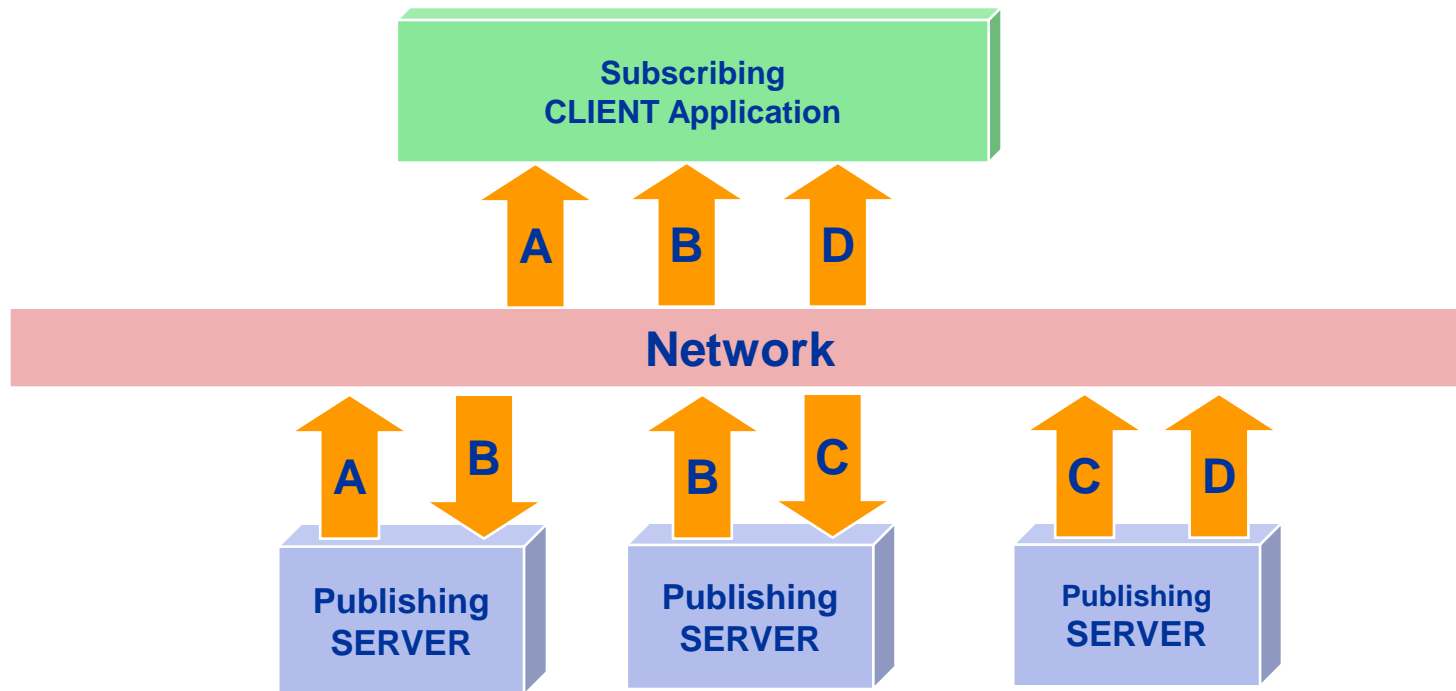 Subscribing
CLIENT Application
A
B
D
Network
A
B
B
C
C
D
Publishing
SERVER
Publishing
SERVER
Publishing
SERVER